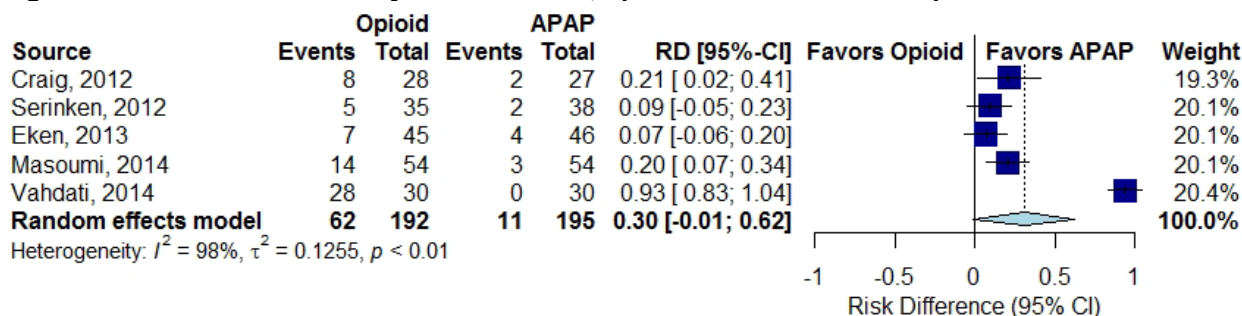 Opioid APAP
Source Events Total Events Total RD [95%-CI] Favors Opioid Favors APAP Weight
Craig, 2012 8 28 2 27 0.21 [ 0.02; 0.41] 19.3%
Serinken, 2012 5 35 2 38 0.09 [-0.05; 0.23] 20.1%
Eken, 2013 7 45 4 46 0.07 [-0.06; 0.20] 20.1%
Masoumi, 2014 14 54 3 54 0.20 [ 0.07; 0.34] 20.1%
Vahdati, 2014 28 30 0 30 0.93 [ 0.83; 1.04] 20.4%
Random effects model 62 192 11 195 0.30 [-0.01; 0.62] 100.0%
Heterogeneity: I² = 98%, τ² = 0.1255, p < 0.01
-1 -0.5 0 0.5 1
Risk Difference (95% CI)